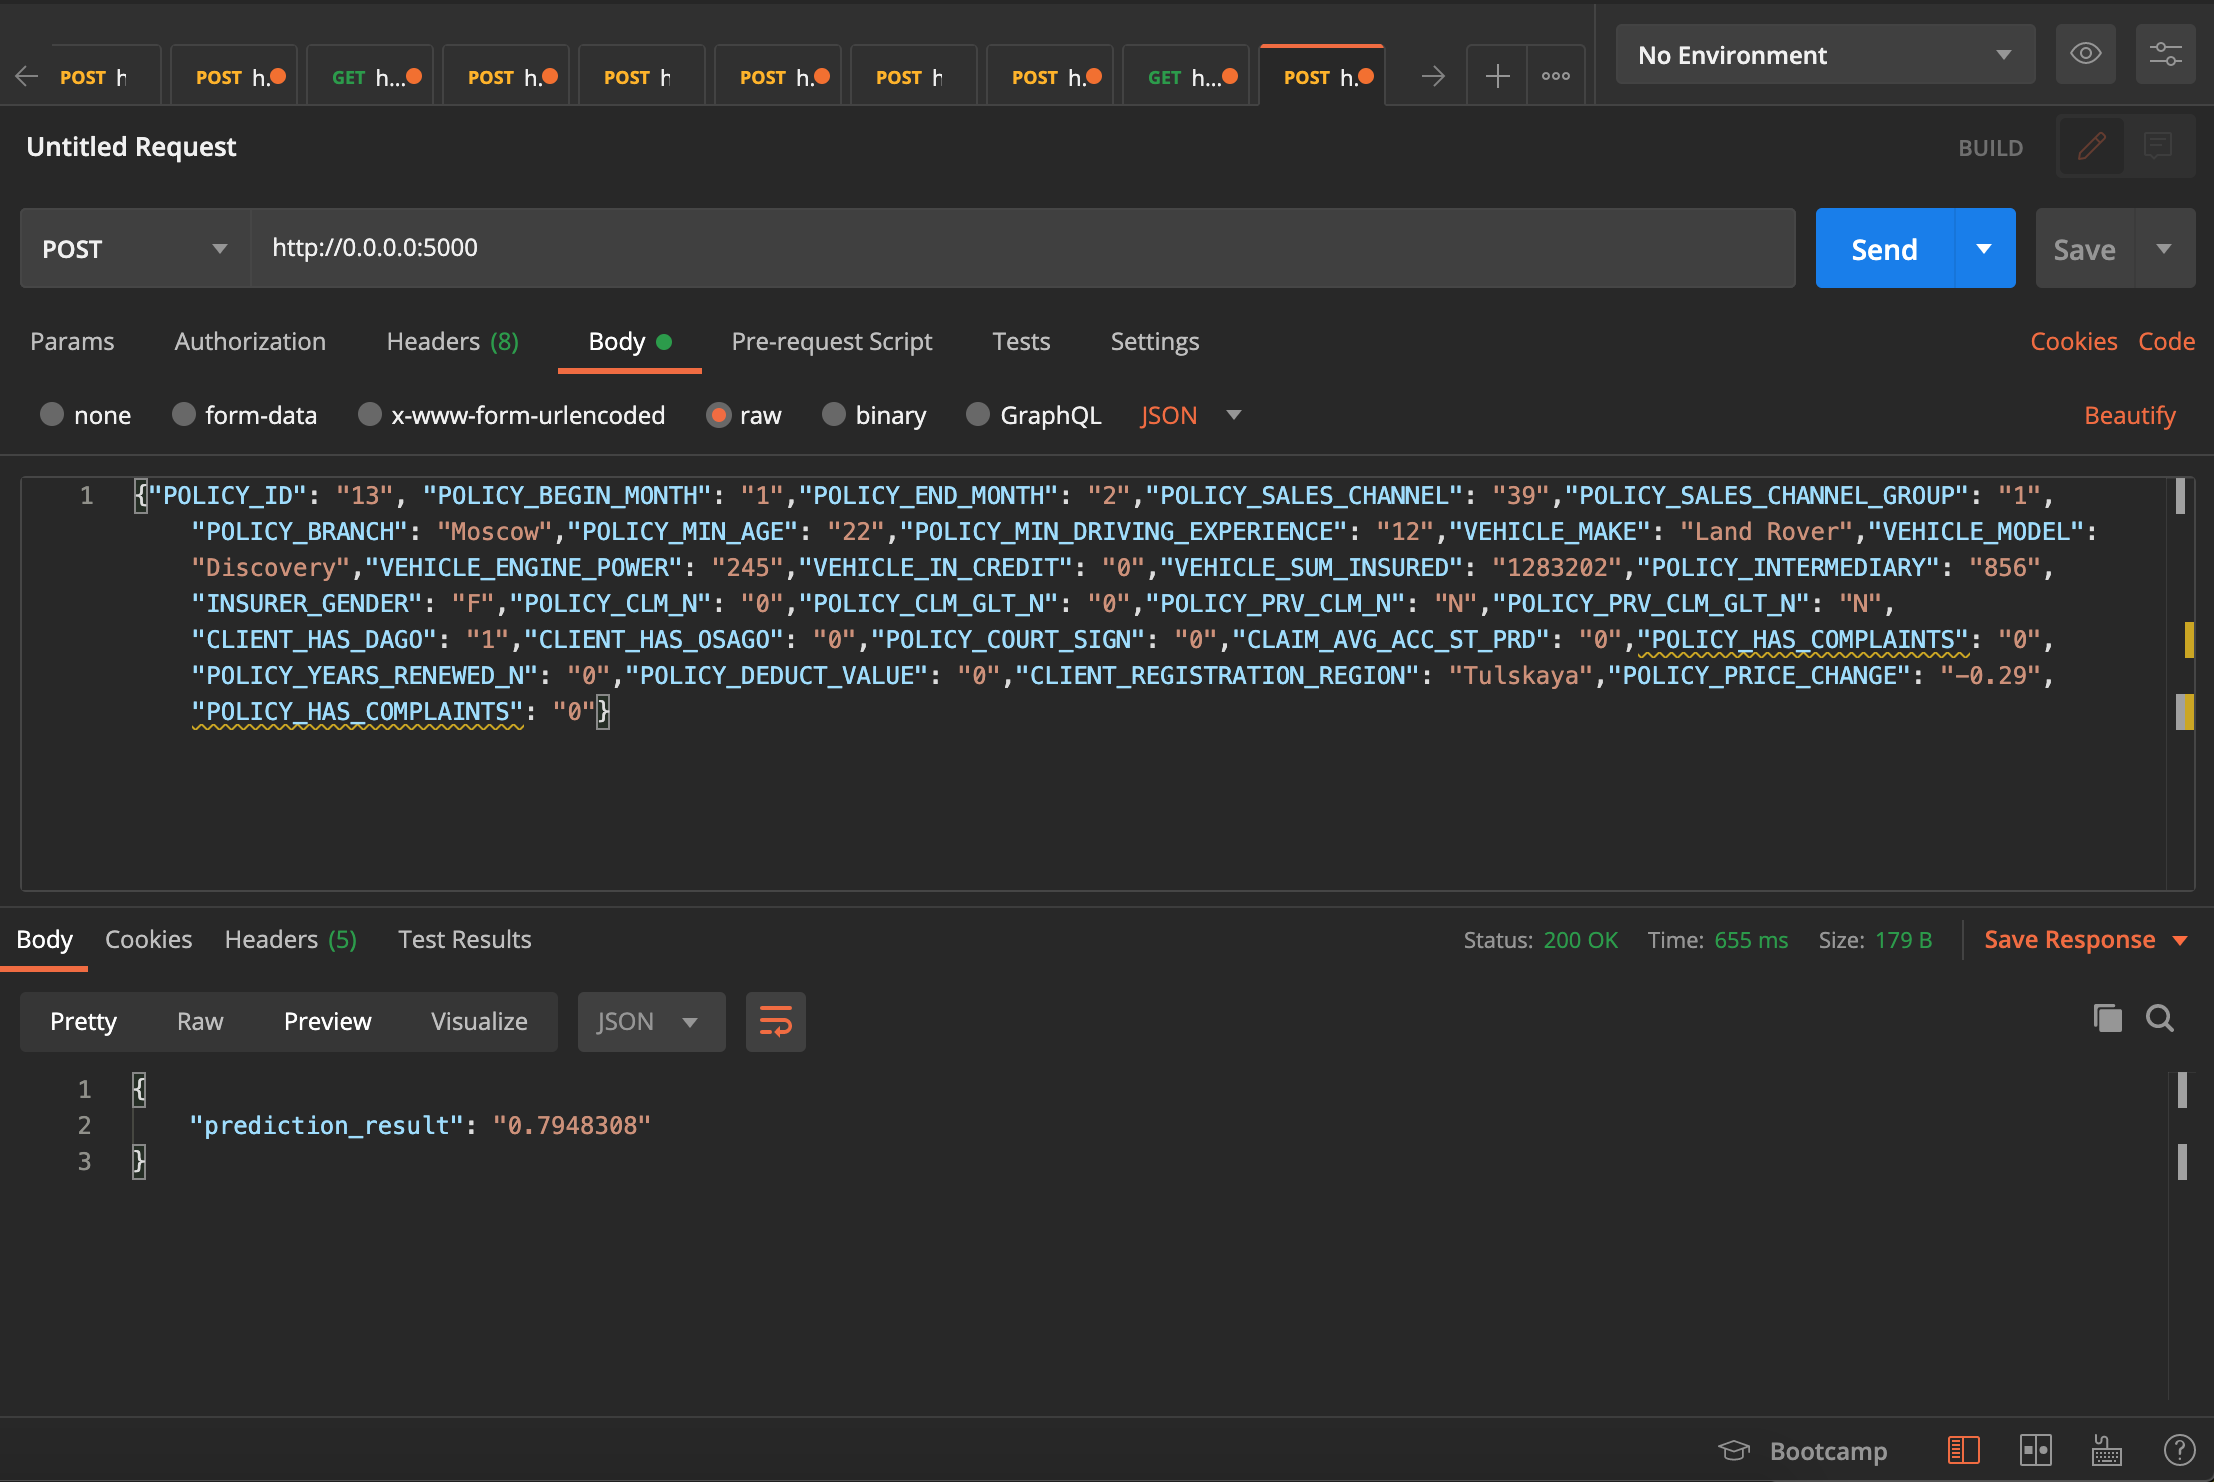 POST h POST h. GET h... POST h. POST h POST h. POST h POST h. GET h... POST h. No Environment
Untitled Request BUILD
POST http://0.0.0.0:5000 Send Save
Params Authorization Headers (8) Body Pre-request Script Tests Settings Cookies Code
none form-data x-www-form-urlencoded raw binary GraphQL JSON Beautify
1 {"POLICY_ID": "13", "POLICY_BEGIN_MONTH": "1","POLICY_END_MONTH": "2","POLICY_SALES_CHANNEL": "39","POLICY_SALES_CHANNEL_GROUP": "1",
"POLICY_BRANCH": "Moscow","POLICY_MIN_AGE": "22","POLICY_MIN_DRIVING_EXPERIENCE": "12","VEHICLE_MAKE": "Land Rover","VEHICLE_MODEL":
"Discovery","VEHICLE_ENGINE_POWER": "245","VEHICLE_IN_CREDIT": "0","VEHICLE_SUM_INSURED": "1283202","POLICY_INTERMEDIARY": "856",
"INSURER_GENDER": "F","POLICY_CLM_N": "0","POLICY_CLM_GLT_N": "0","POLICY_PRV_CLM_N": "N","POLICY_PRV_CLM_GLT_N": "N",
"CLIENT_HAS_DAGO": "1","CLIENT_HAS_OSAGO": "0","POLICY_COURT_SIGN": "0","CLAIM_AVG_ACC_ST_PRD": "0","POLICY_HAS_COMPLAINTS": "0",
"POLICY_YEARS_RENEWED_N": "0","POLICY_DEDUCT_VALUE": "0","CLIENT_REGISTRATION_REGION": "Tulskaya","POLICY_PRICE_CHANGE": "-0.29",
"POLICY_HAS_COMPLAINTS": "0"}
Body Cookies Headers (5) Test Results Status: 200 OK Time: 655 ms Size: 179 B Save Response
Pretty Raw Preview Visualize JSON
1 {
2 "prediction_result": "0.7948308"
3 }
Bootcamp